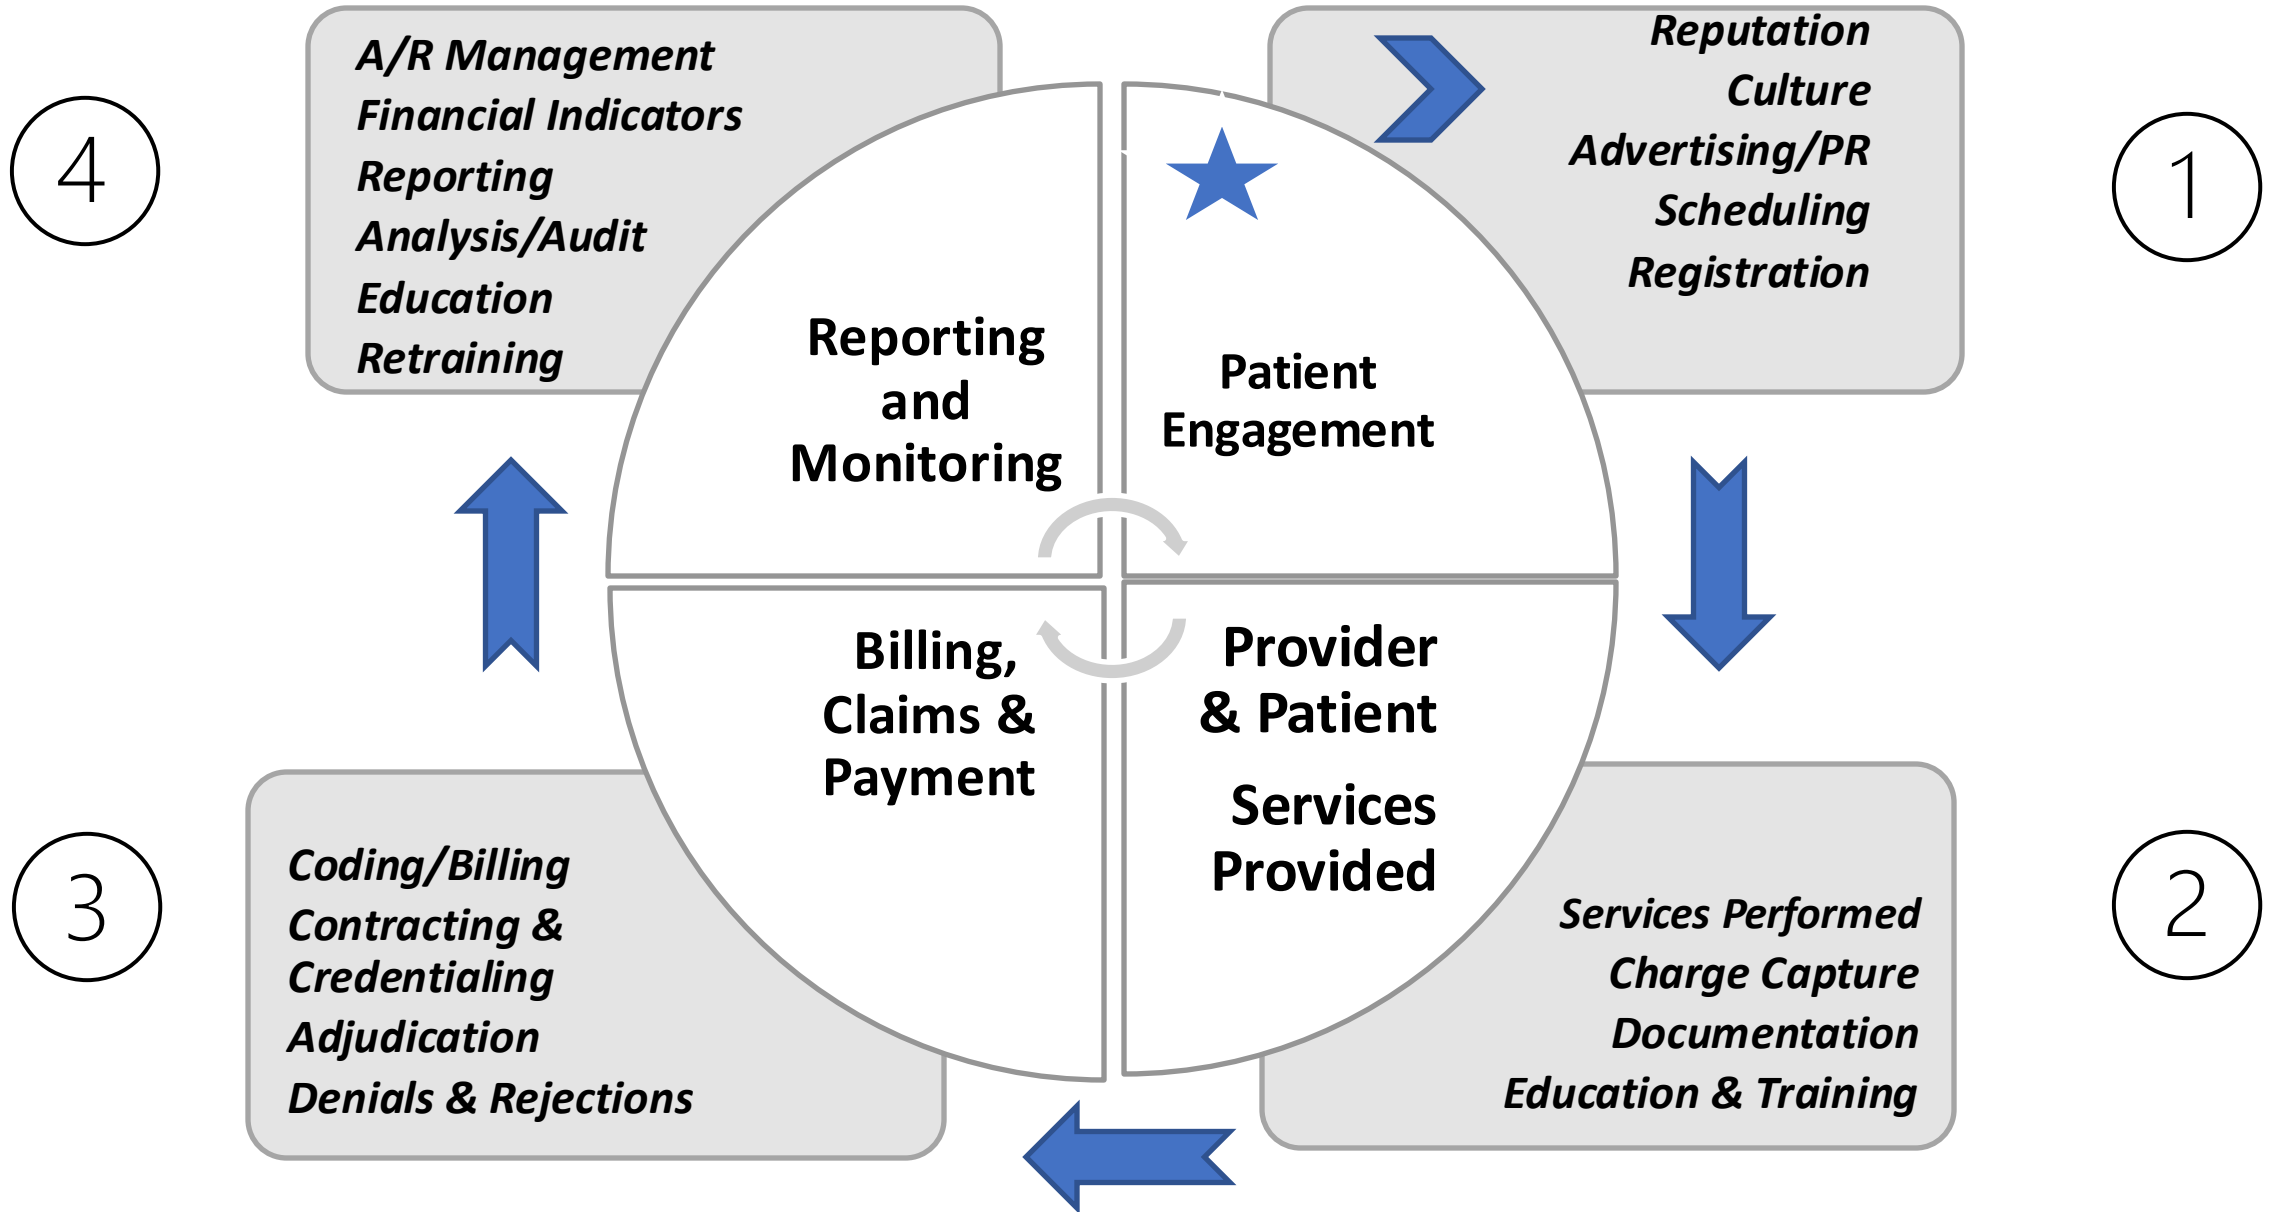 4
A/R Management
Financial Indicators
Reporting
Analysis/Audit
Education
Retraining
Reputation
Culture
Advertising/PR
Scheduling
Registration
1
Reporting
and
Monitoring
Patient
Engagement
Billing,
Claims &
Payment
Provider
& Patient
Services
Provided
3
Coding/Billing
Contracting &
Credentialing
Adjudication
Denials & Rejections
Services Performed
Charge Capture
Documentation
Education & Training
2